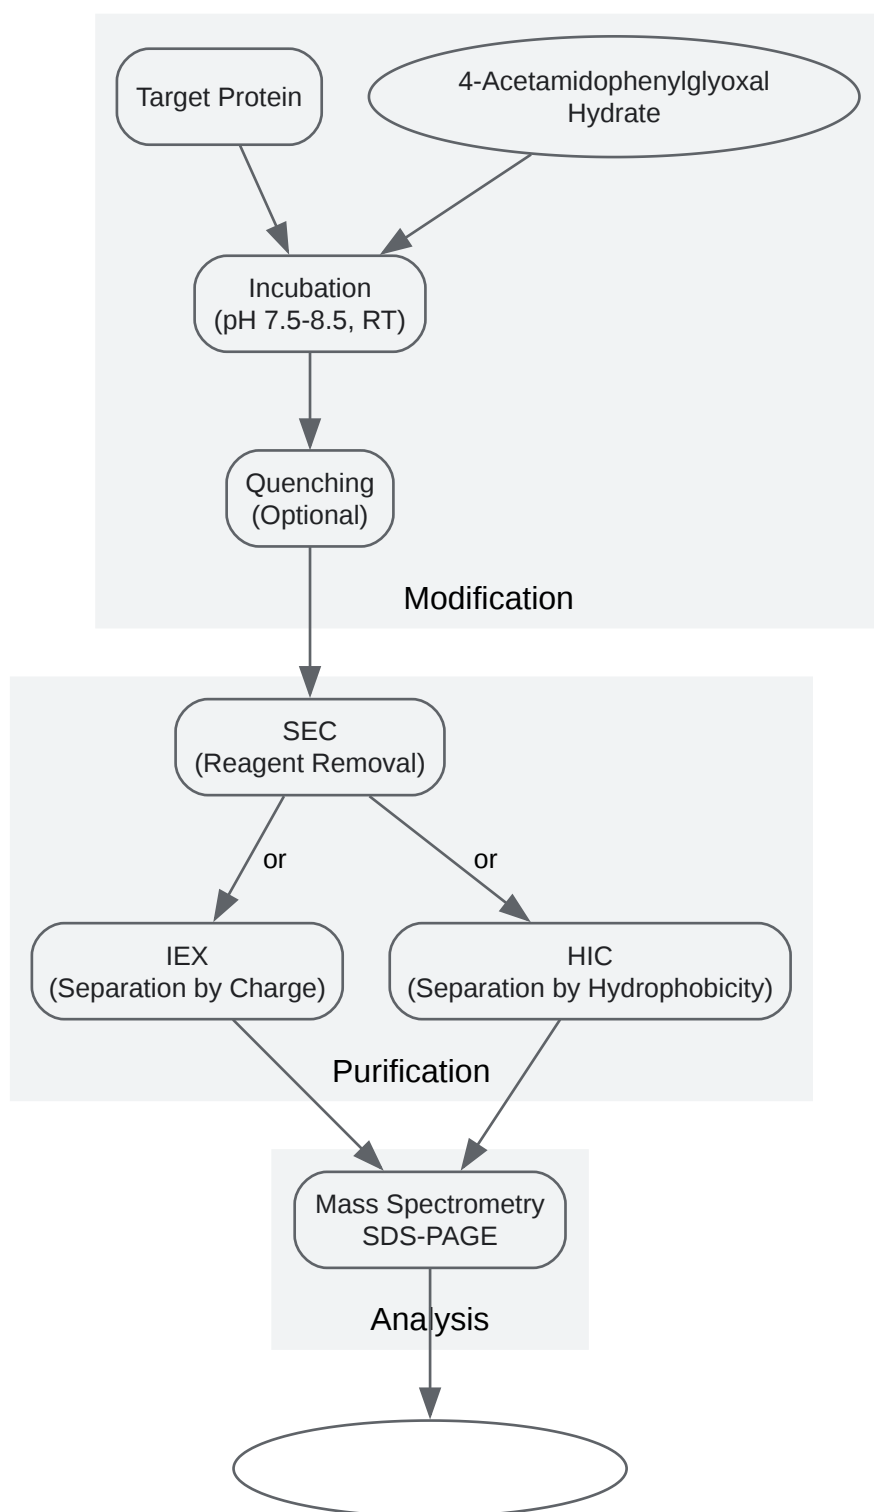 Target Protein
4-Acetamidophenylglyoxal
Hydrate
Incubation
(pH 7.5-8.5, RT)
Quenching
(Optional)
Modification
SEC
(Reagent Removal)
or
or
IEX
(Separation by Charge)
HIC
(Separation by Hydrophobicity)
Purification
Mass Spectrometry
SDS-PAGE
Analysis